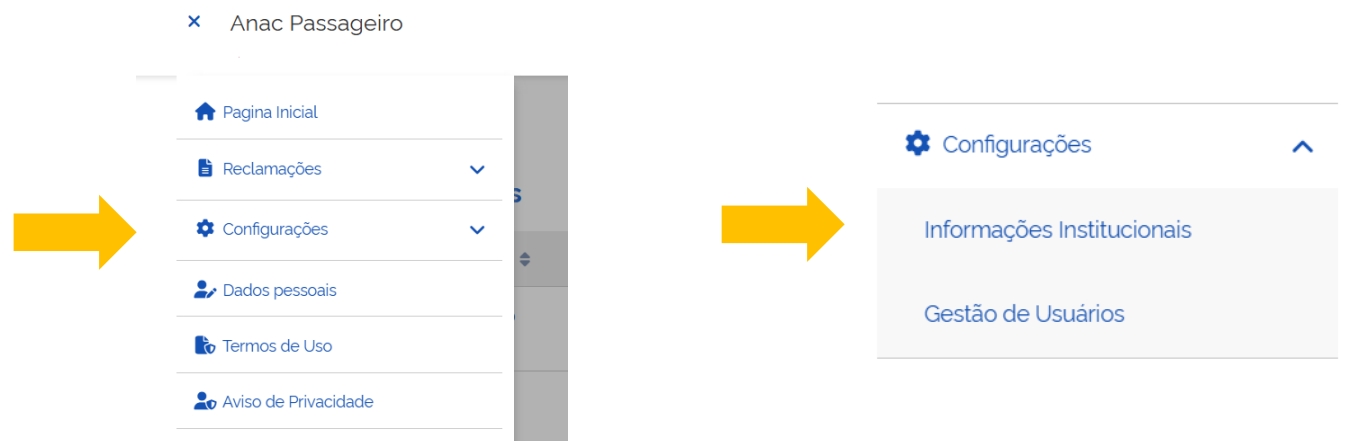 Anac Passageiro
Pagina Inicial
Reclamações
Configurações
Dados pessoais
Termos de Uso
Aviso de Privacidade
s
Configurações
Informações Institucionais
Gestão de Usuários